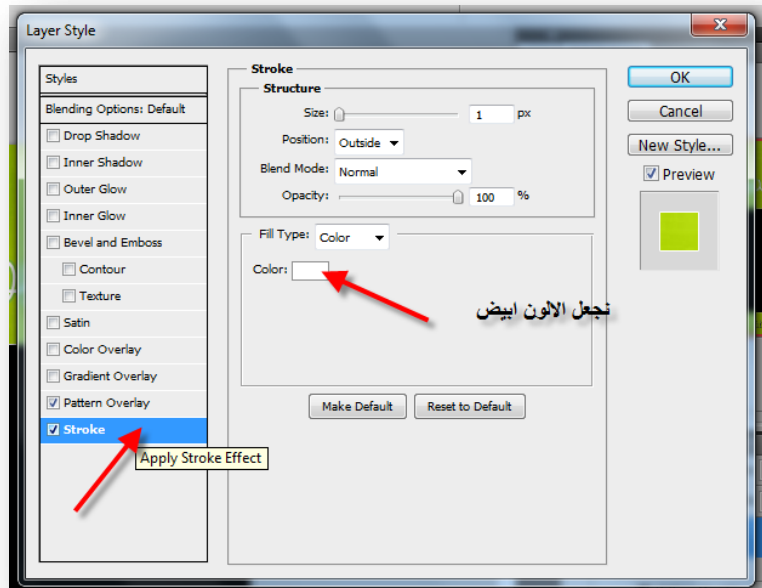 Layer Style
Styles
Blending Options: Default
Drop Shadow
Inner Shadow
Outer Glow
Inner Glow
Bevel and Emboss
Contour
Texture
Satin
Color Overlay
Gradient Overlay
Pattern Overlay
Stroke
Apply Stroke Effect
Stroke
Structure
Size: 1 px
Position: Outside
Blend Mode: Normal
Opacity: 100 %
Fill Type: Color
Color:
نجعل الالون ابيض
Make Default Reset to Default
OK
Cancel
New Style...
Preview